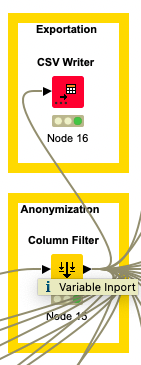 Exportation
CSV Writer
Node 16
Anonymization
Column Filter
i Variable Inport
Node 15